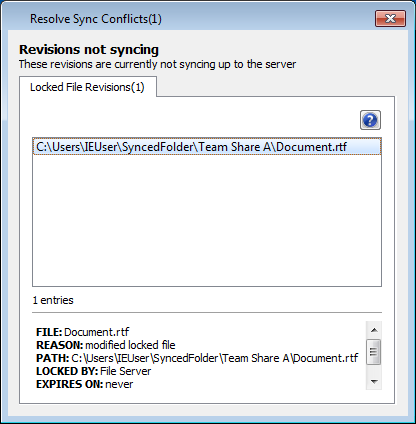 Resolve Sync Conflicts(1)
Revisions not syncing
These revisions are currently not syncing up to the server
Locked File Revisions(1)
?
C:\Users\IEUser\SyncedFolder\Team Share A\Document.rtf
1 entries
FILE: Document.rtf
REASON: modified locked file
PATH: C:\Users\IEUser\SyncedFolder\Team Share A\Document.rtf
LOCKED BY: File Server
EXPIRES ON: never